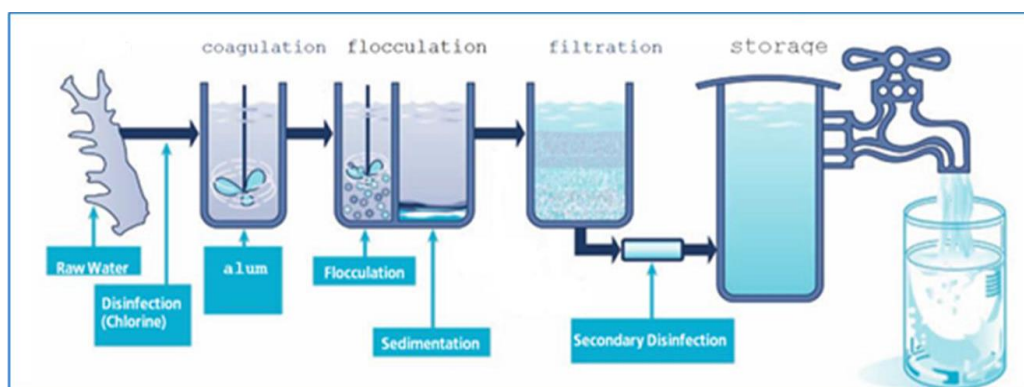 coagulation
flocculation
filtration
storage
Raw Water
alum
Flocculation
Disinfection
(Chlorine)
Sedimentation
Secondary Disinfection